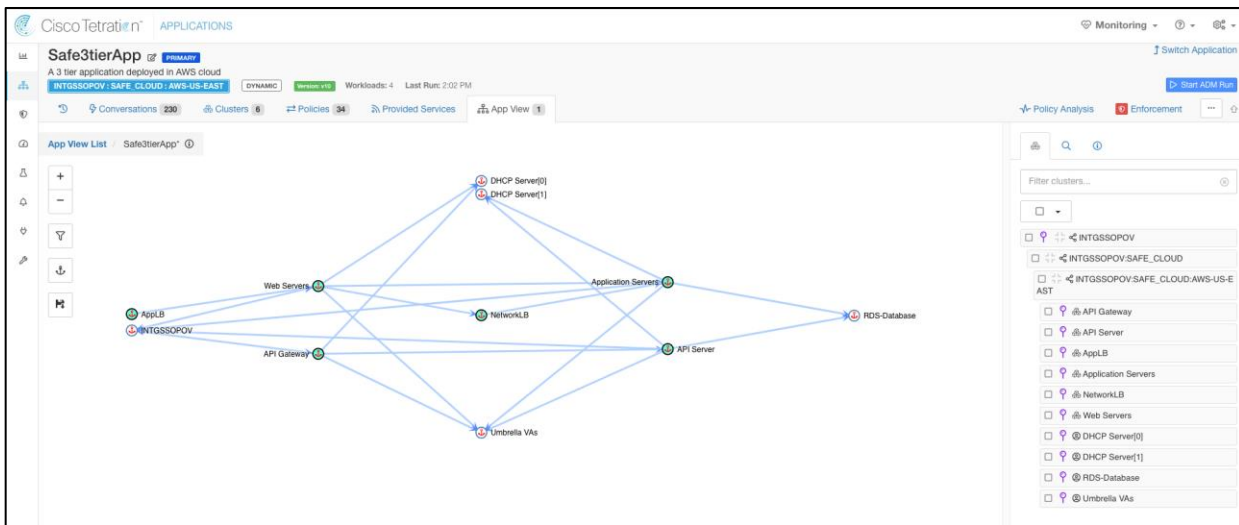 Cisco Tetration™ APPLICATIONS
Monitoring
Safe3tierApp PRIMARY
Switch Application
A 3 tier application deployed in AWS cloud
INTGSSOPOV : SAFE_CLOUD : AWS-US-EAST DYNAMIC Version: v10 Workloads: 4 Last Run: 2:02 PM
Start ADM Run
Conversations 230 Clusters 6 Policies 34 Provided Services App View 1
Policy Analysis Enforcement ...
App View List / Safe3tierApp*
DHCP Server[0]
DHCP Server[1]
Web Servers
Application Servers
AppLB
NetworkLB
RDS-Database
INTGSSOPOV
API Gateway
API Server
Umbrella VAs
Filter clusters...
INTGSSOPOV
INTGSSOPOV:SAFE_CLOUD
INTGSSOPOV:SAFE_CLOUD:AWS-US-E
AST
API Gateway
API Server
AppLB
Application Servers
NetworkLB
Web Servers
DHCP Server[0]
DHCP Server[1]
RDS-Database
Umbrella VAs